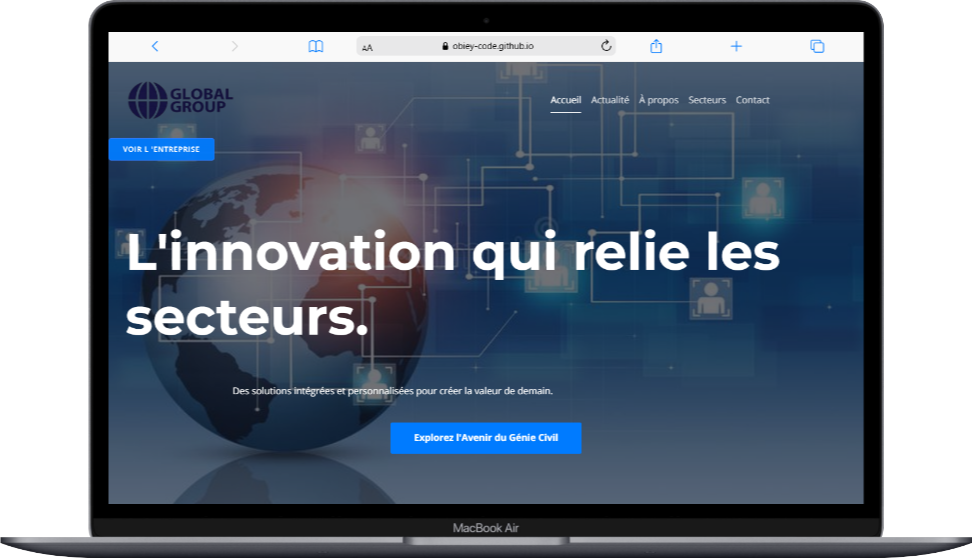 AA
obiey-code.github.io
GLOBAL
GROUP
Accueil Actualité À propos Secteurs Contact
VOIR L 'ENTREPRISE
L'innovation qui relie les
secteurs.
Des solutions intégrées et personnalisées pour créer la valeur de demain.
Explorez l'Avenir du Génie Civil
MacBook Air